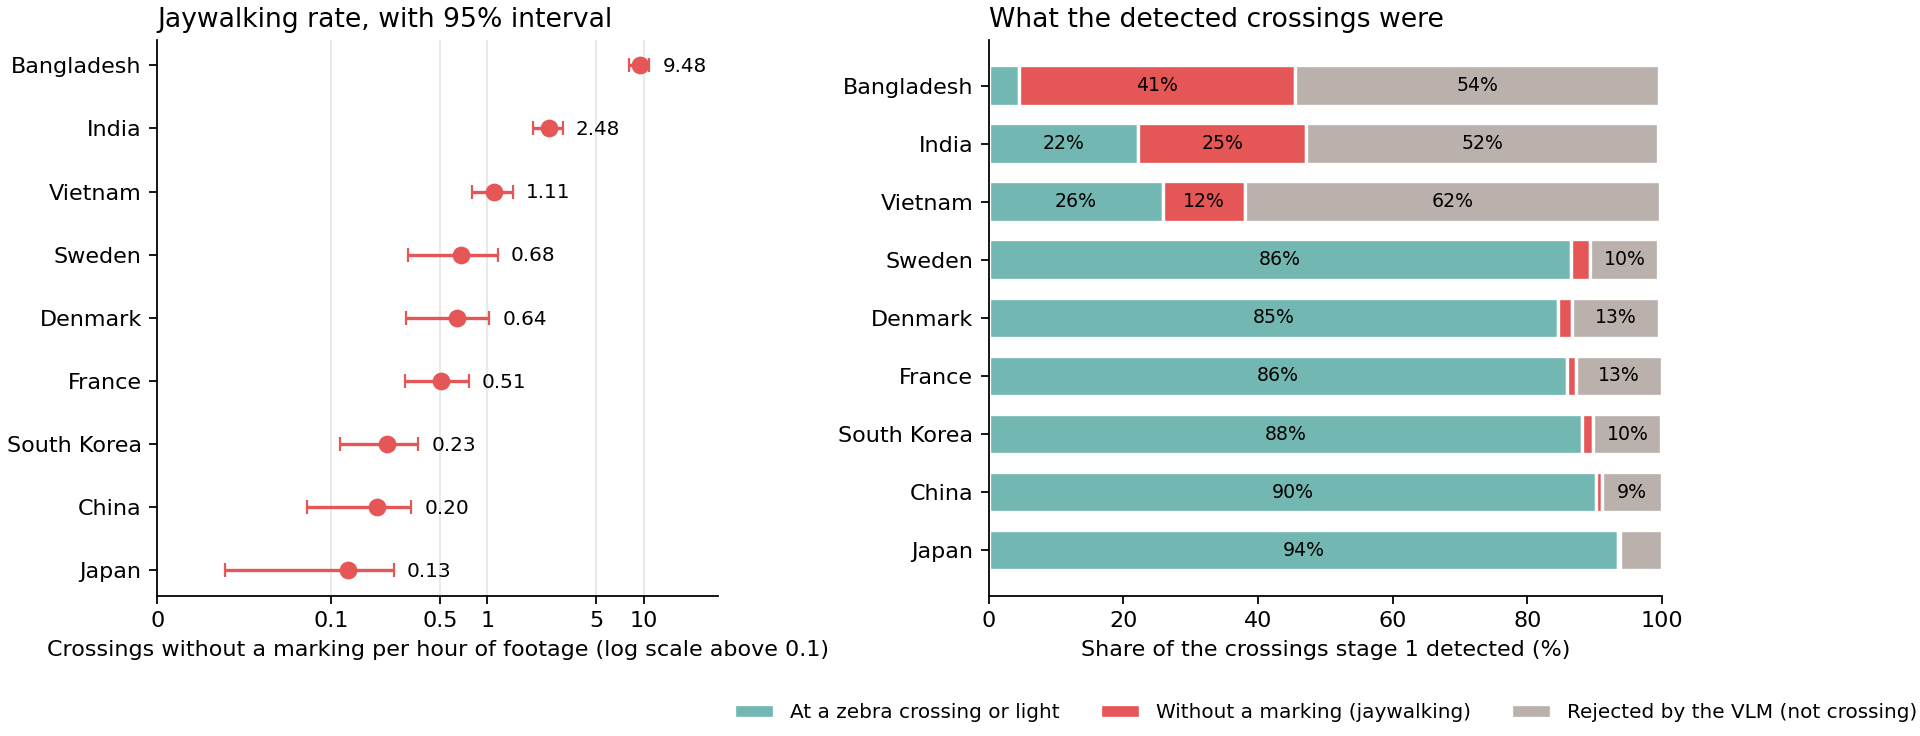 Jaywalking rate, with 95% interval
Bangladesh
9.48
India
2.48
Vietnam
1.11
Sweden
0.68
Denmark
0.64
France
0.51
South Korea
0.23
China
0.20
Japan
0.13
0 0.1 0.5 1 5 10
Crossings without a marking per hour of footage (log scale above 0.1)
What the detected crossings were
Bangladesh
41% 54%
India
22% 25% 52%
Vietnam
26% 12% 62%
Sweden
86% 10%
Denmark
85% 13%
France
86% 13%
South Korea
88% 10%
China
90% 9%
Japan
94%
0 20 40 60 80 100
Share of the crossings stage 1 detected (%)
At a zebra crossing or light
Without a marking (jaywalking)
Rejected by the VLM (not crossing)